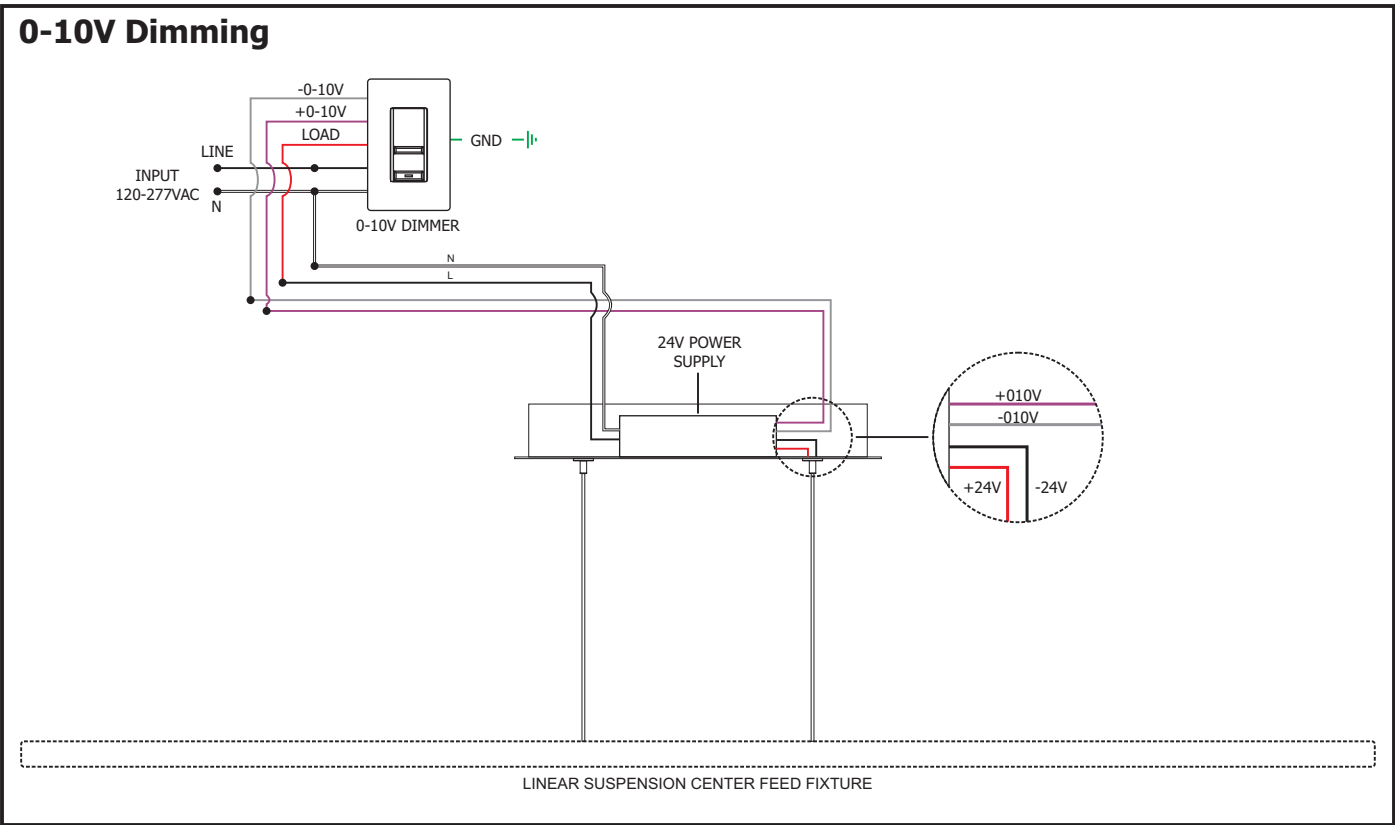 0-10V Dimming
-0-10V
+0-10V
LOAD
LINE
INPUT
120-277VAC
N
GND
0-10V DIMMER
N
L
24V POWER
SUPPLY
+010V
-010V
+24V
-24V
LINEAR SUSPENSION CENTER FEED FIXTURE